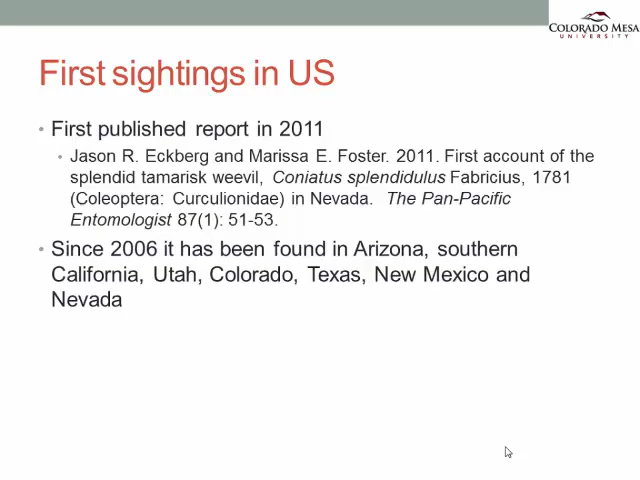 COLORADO MESA
UNIVERSITY
First sightings in US
• First published report in 2011
• Jason R. Eckberg and Marissa E. Foster. 2011. First account of the
splendid tamarisk weevil, Coniatus splendidulus Fabricius, 1781
(Coleoptera: Curculionidae) in Nevada. The Pan-Pacific
Entomologist 87(1): 51-53.
• Since 2006 it has been found in Arizona, southern
California, Utah, Colorado, Texas, New Mexico and
Nevada